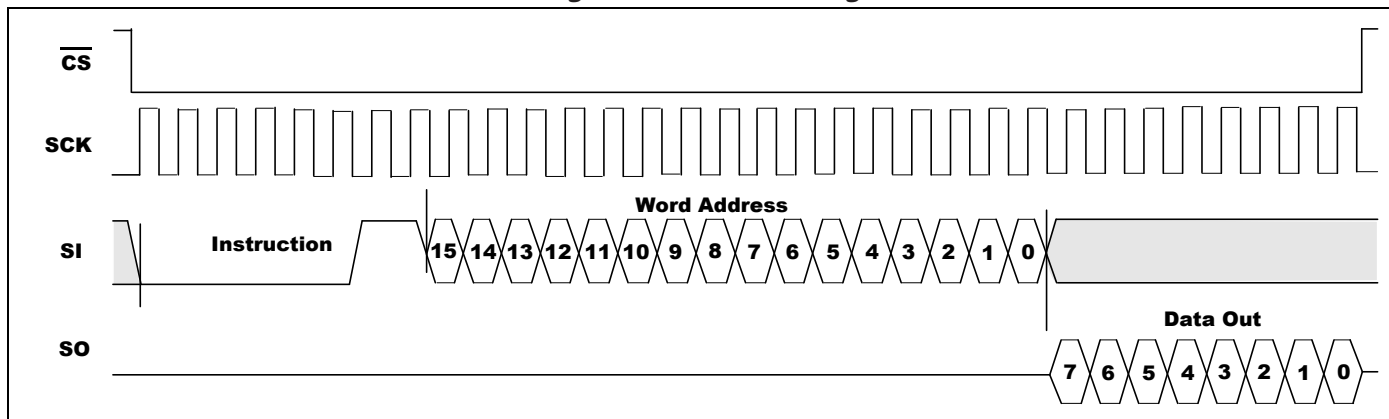 CS
SCK
Word Address
SI Instruction 15 14 13 12 11 10 9 8 7 6 5 4 3 2 1 0
Data Out
SO
7 6 5 4 3 2 1 0